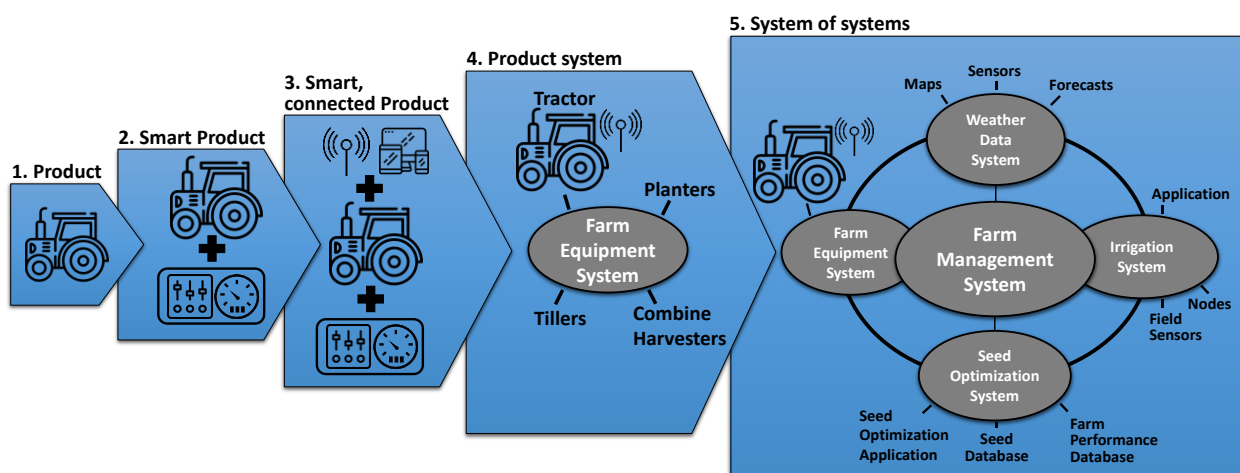 1. Product
2. Smart Product
3. Smart,
connected Product
4. Product system
Tractor
Planters
Farm
Equipment
System
Tillers
Combine
Harvesters
5. System of systems
Sensors
Maps
Forecasts
Weather
Data
System
Application
Farm
Equipment
System
Farm
Management
System
Irrigation
System
Nodes
Field
Sensors
Seed
Optimization
System
Seed
Optimization
Application
Seed
Database
Farm
Performance
Database